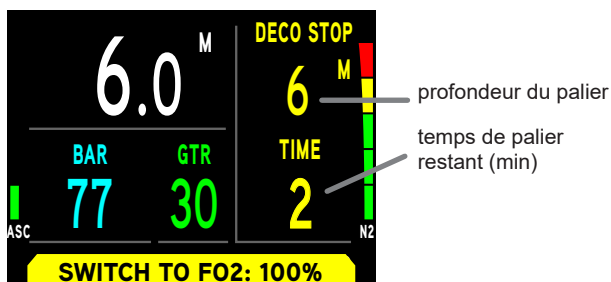 6.0 M
DECO STOP
6 M
TIME
2
BAR
GTR
77
30
ASC
N2
SWITCH TO FO2: 100%
profondeur du palier
temps de palier
restant (min)